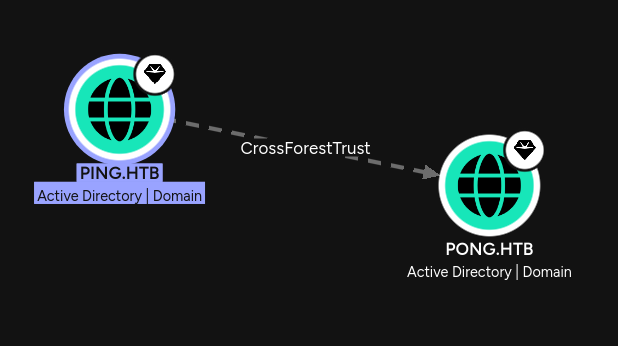 PING.HTB
Active Directory | Domain
CrossForestTrust
PONG.HTB
Active Directory | Domain